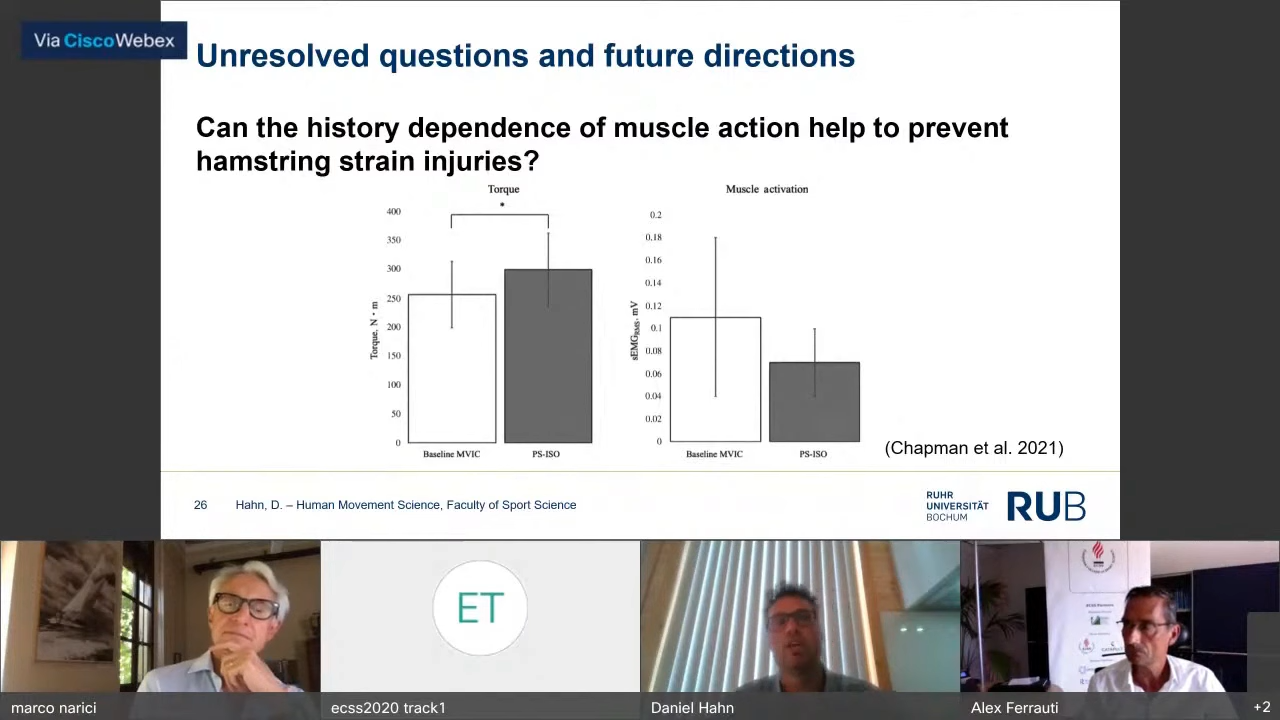 Via CiscoWebex
Unresolved questions and future directions
Can the history dependence of muscle action help to prevent
hamstring strain injuries?
Torque
*
400
350
300
250
200
150
100
50
0
Torque, N • m
Baseline MVIC
PS-ISO
Muscle activation
0.2
0.18
0.16
0.14
0.12
0.1
0.08
0.06
0.04
0.02
0
sEMGRMS, mV
Baseline MVIC
PS-ISO
(Chapman et al. 2021)
26
Hahn, D. – Human Movement Science, Faculty of Sport Science
RUHR
UNIVERSITÄT
BOCHUM
RUB
ET
marco narici
ecss2020 track1
Daniel Hahn
Alex Ferrauti
+2